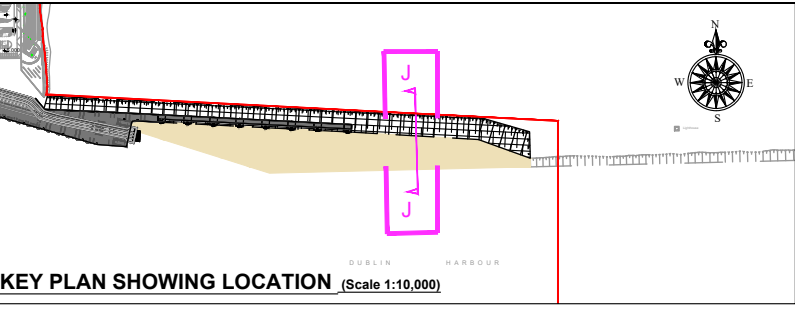 N
J
W E
S
J
DUBLIN HARBOUR
KEY PLAN SHOWING LOCATION (Scale 1:10,000)